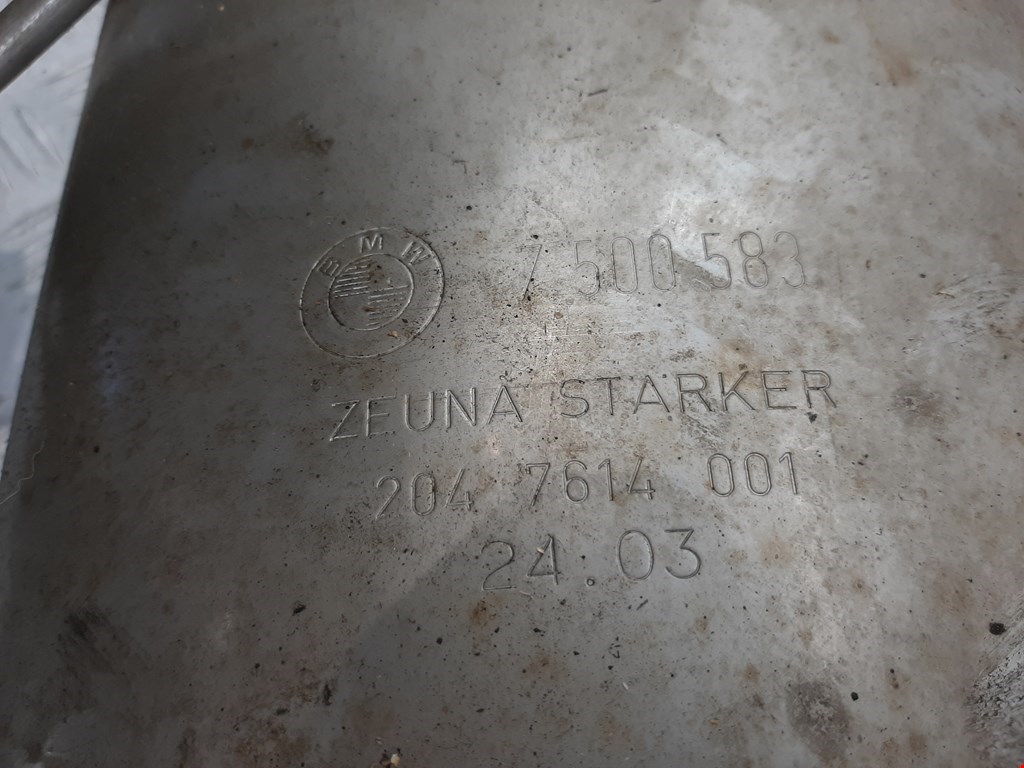 BMW 7 500 583
ZEUNA STARKER
204 7614 001
24.03